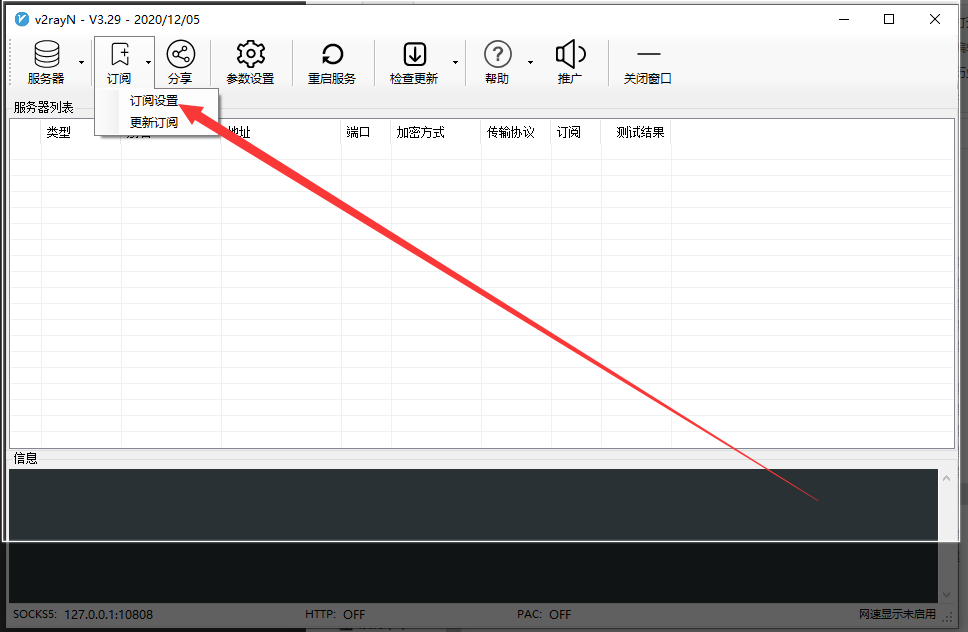 v2rayN - V3.29 - 2020/12/05
服务器 订阅 分享 参数设置 重启服务 检查更新 帮助 推广 关闭窗口
订阅设置
服务器列表
更新订阅
类型 地址 端口 加密方式 传输协议 订阅 测试结果
信息
SOCKS5: 127.0.0.1:10808 HTTP: OFF PAC: OFF 网速显示未启用